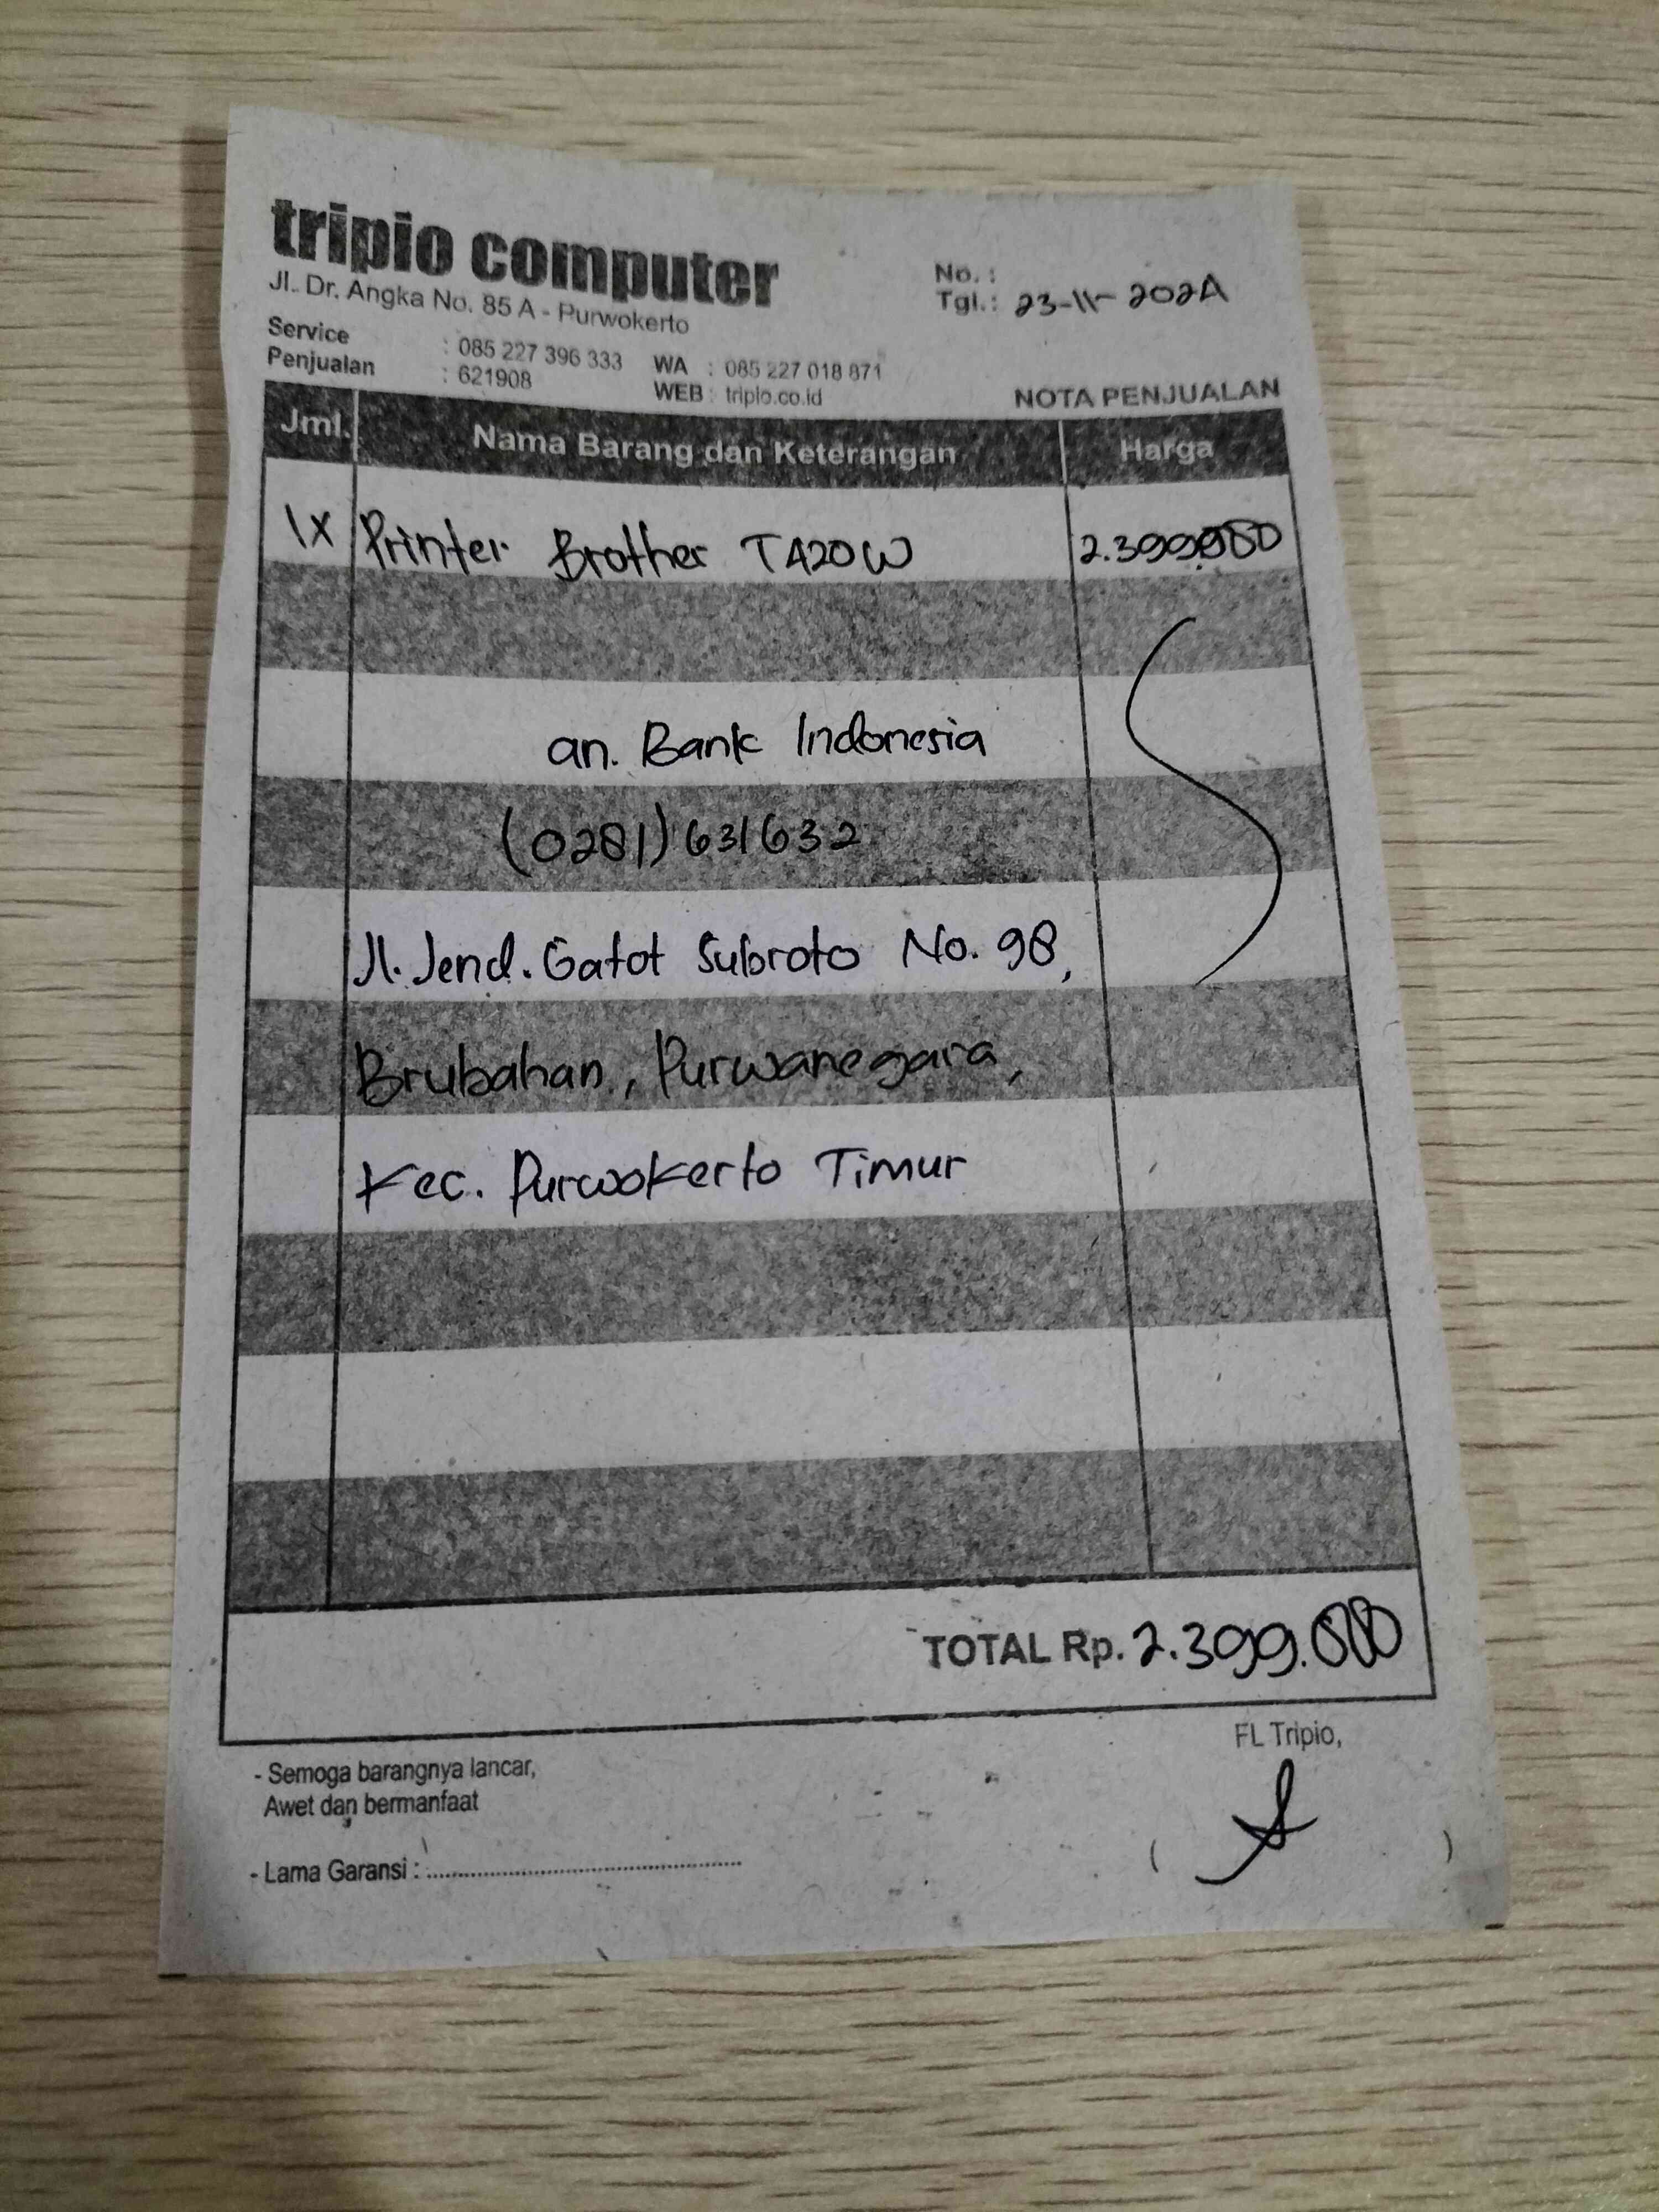 tripio computer
Jl. Dr. Angka No. 85 A - Purwokerto
No. :
Tgl.: 23-11-2024
Service : 085 227 396 333 WA : 085 227 018 871
Penjualan : 621908 WEB : tripio.co.id
NOTA PENJUALAN
Jml. Nama Barang dan Keterangan Harga
1x Printer Brother T420W 2.399.000
an. Bank Indonesia
(0281) 631632
Jl. Jend. Gatot Subroto No. 98,
Brubahan, Purwanegara,
Kec. Purwokerto Timur
TOTAL Rp. 2.399.000
FL Tripio,
- Semoga barangnya lancar,
Awet dan bermanfaat
- Lama Garansi : ....................................................
( )